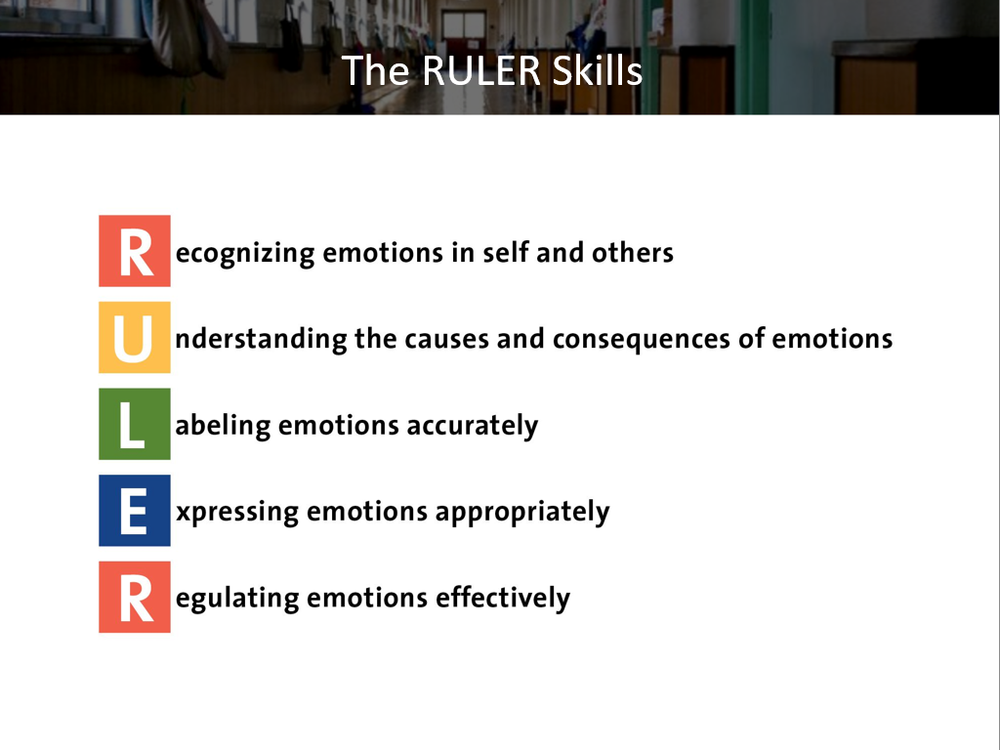 The RULER Skills
Recognizing emotions in self and others
Understanding the causes and consequences of emotions
Labeling emotions accurately
Expressing emotions appropriately
Regulating emotions effectively